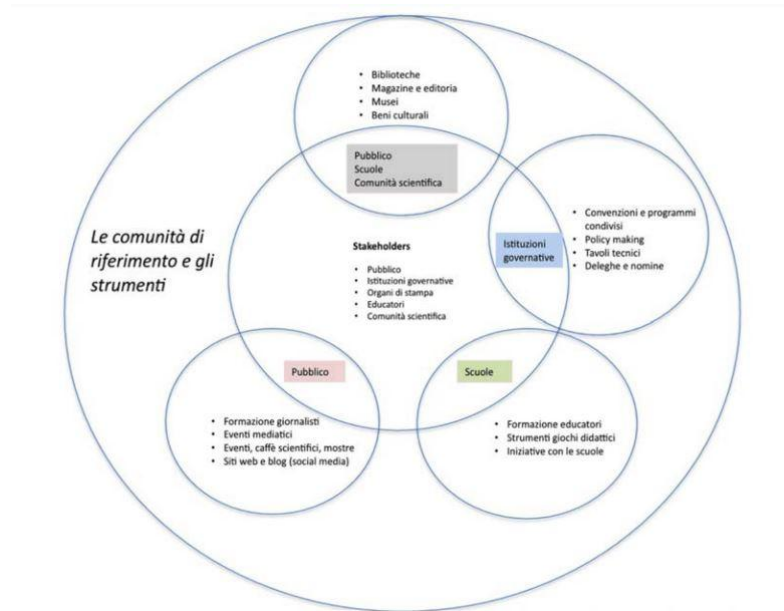 • Biblioteche
• Magazine e editoria
• Musei
• Beni culturali
Pubblico
Scuole
Comunità scientifica
Le comunità di
riferimento e gli
strumenti
Stakeholders
• Pubblico
• Istituzioni governative
• Organi di stampa
• Educatori
• Comunità scientifica
Istituzioni
governative
• Convenzioni e programmi
condivisi
• Policy making
• Tavoli tecnici
• Deleghe e nomine
Pubblico
• Formazione giornalisti
• Eventi mediatici
• Eventi, caffè scientifici, mostre
• Siti web e blog (social media)
Scuole
• Formazione educatori
• Strumenti giochi didattici
• Iniziative con le scuole